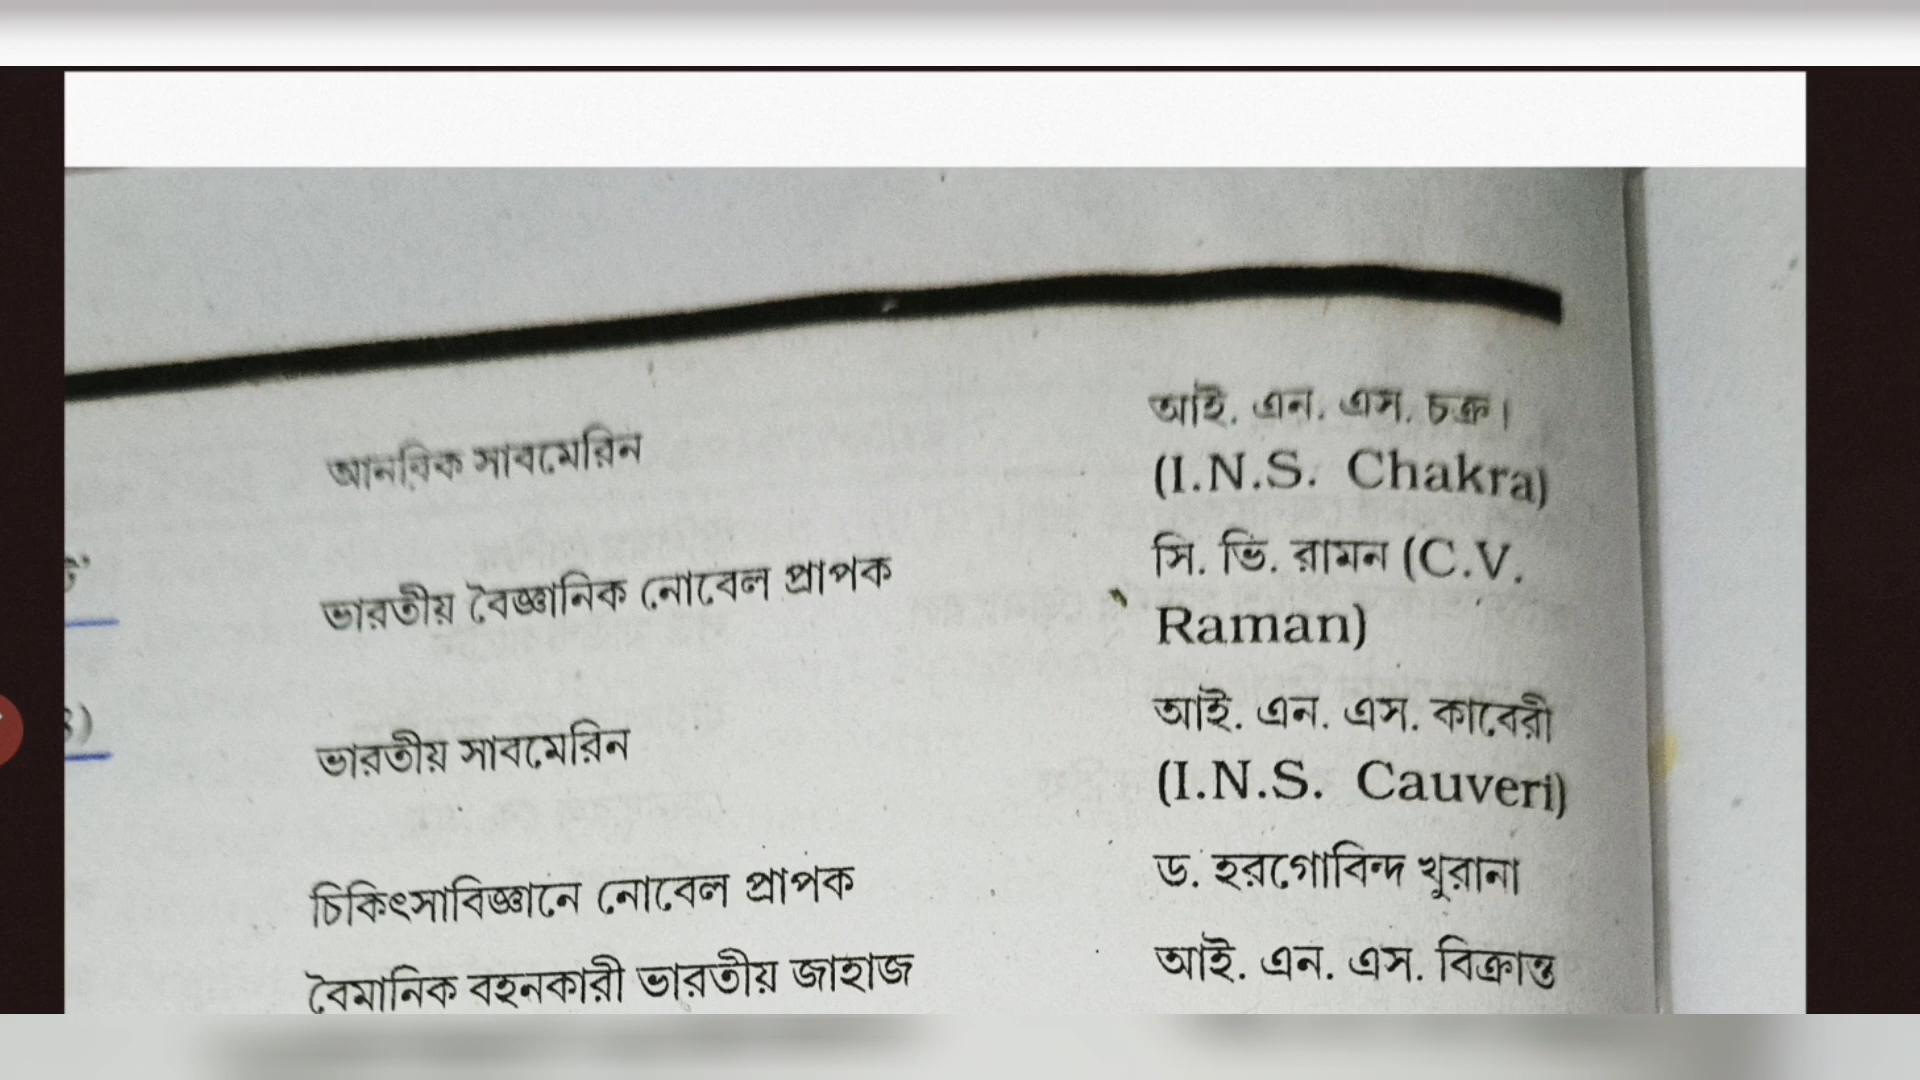 আনবিক সাবমেরিন
আই. এন. এস. চক্র।
(I.N.S. Chakra)
ভারতীয় বৈজ্ঞানিক নোবেল প্রাপক
সি. ভি. রামন (C.V.
Raman)
ভারতীয় সাবমেরিন
আই. এন. এস. কাবেরী
(I.N.S. Cauveri)
চিকিৎসাবিজ্ঞানে নোবেল প্রাপক
ড. হরগোবিন্দ খুরানা
বৈমানিক বহনকারী ভারতীয় জাহাজ
আই. এন. এস. বিক্রান্ত